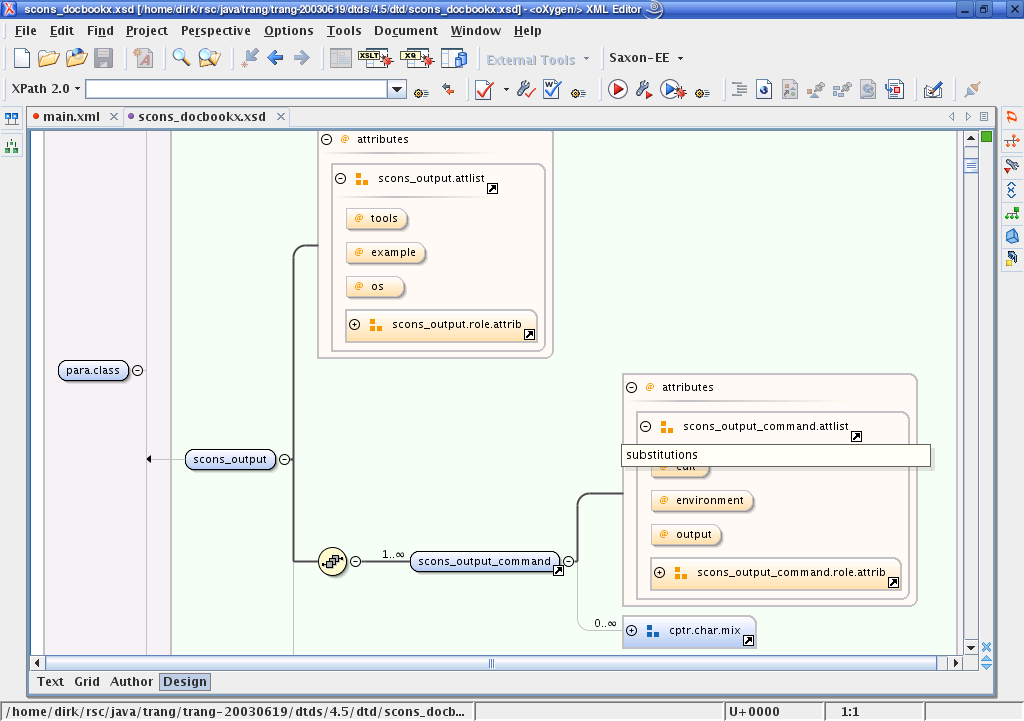 scons_docbookx.xsd [/home/dirk/rsc/java/trang/trang-20030619/dtds/4.5/dtd/scons_docbookx.xsd] - <oXygen/> XML Editor
File Edit Find Project Perspective Options Tools Document Window Help
XSLT XQ External Tools Saxon-EE
XPath 2.0
main.xml scons_docbookx.xsd
attributes
scons_output.attlist
tools
example
os
scons_output.role.attrib
para.class
attributes
scons_output_command.attlist
substitutions
edit
scons_output
environment
output
1..∞ scons_output_command
scons_output_command.role.attrib
0..∞ cptr.char.mix
Text Grid Author Design
/home/dirk/rsc/java/trang/trang-20030619/dtds/4.5/dtd/scons_docb... U+0000 1:1